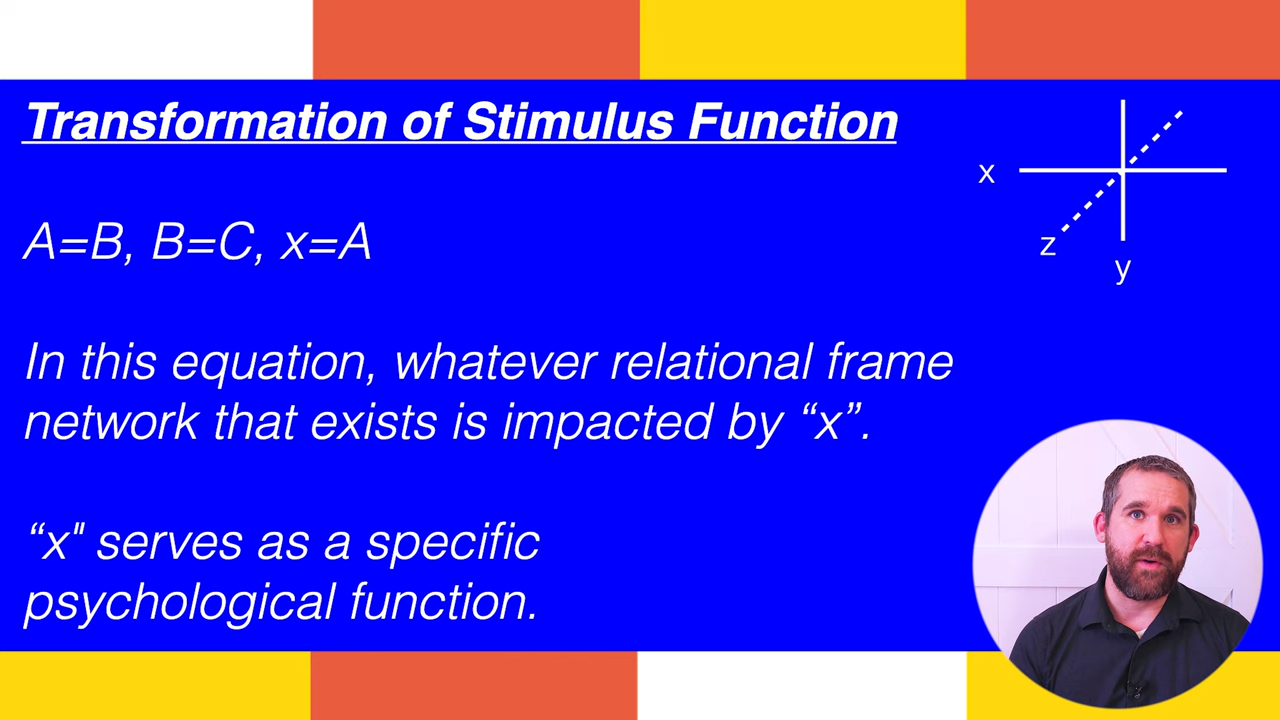 Transformation of Stimulus Function
A=B, B=C, x=A
In this equation, whatever relational frame
network that exists is impacted by “x”.
“x" serves as a specific
psychological function.
x
z
y